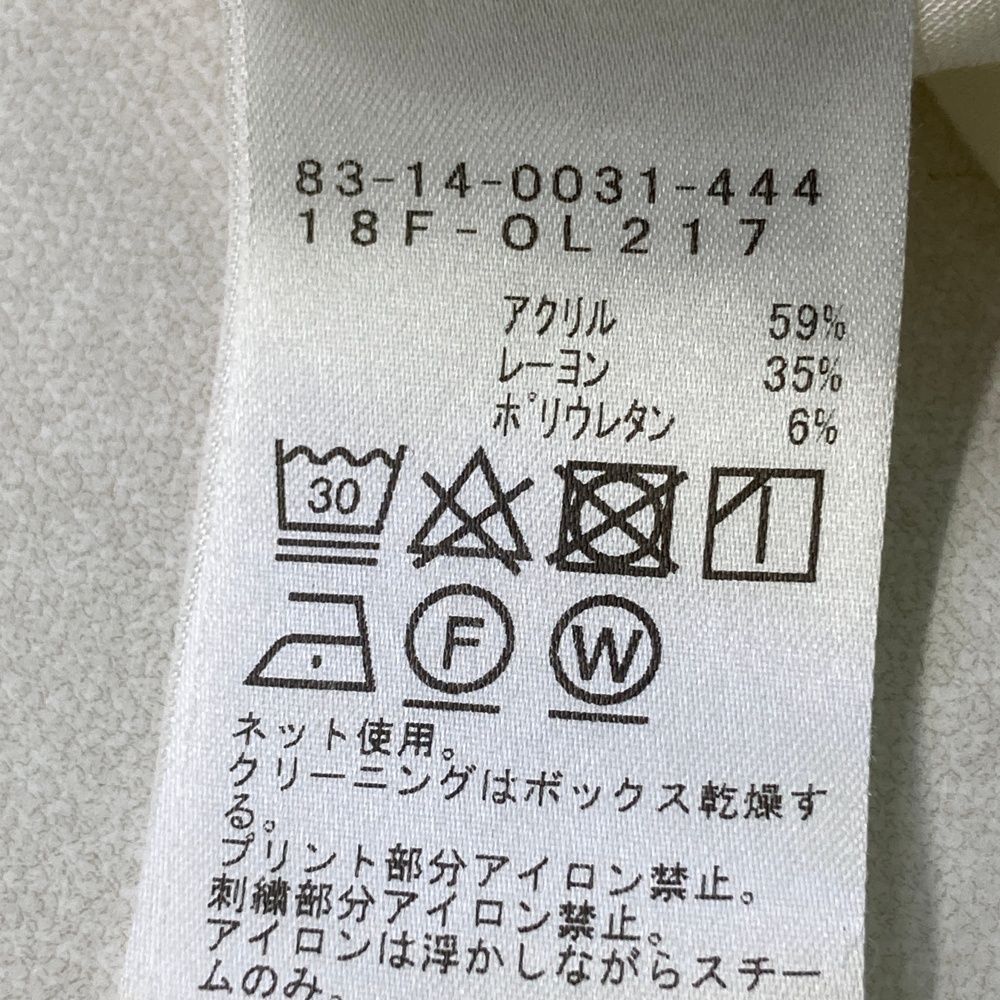 83-14-0031-444
18F-OL217
アクリル 59%
レーヨン 35%
ポリウレタン 6%
30
F W
ネット使用。
クリーニングはボックス乾燥す
る。
プリント部分アイロン禁止。
刺繍部分アイロン禁止。
アイロンは浮かしながらスチー
ムのみ。